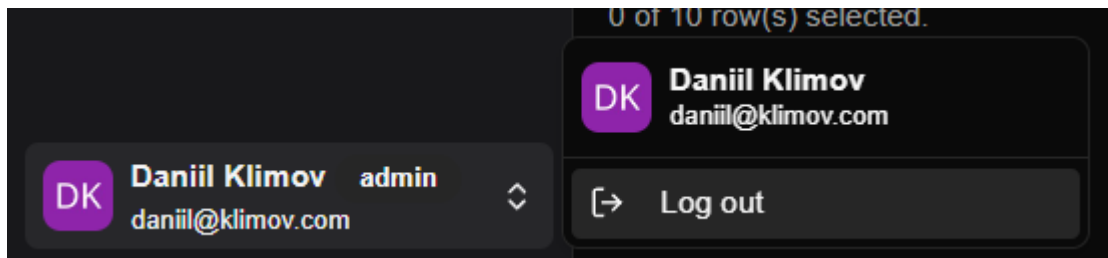 0 of 10 row(s) selected.
DK
Daniil Klimov
daniil@klimov.com
Log out
DK
Daniil Klimov admin
daniil@klimov.com